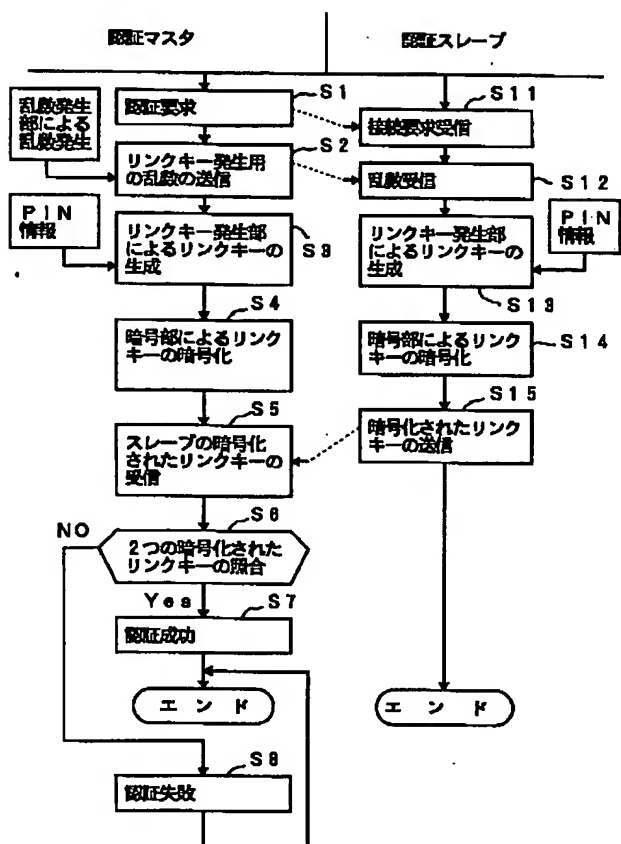 認証マスタ
認証スレーブ
乱数発生
部による
乱数発生
認証要求
S1
接続要求受信
S11
リンクキー発生用
の乱数の送信
S2
乱数受信
S12
PIN
情報
リンクキー発生部
によるリンクキーの
生成
S3
リンクキー発生部
によるリンクキーの
生成
S13
PIN
情報
暗号部によるリンク
キーの暗号化
S4
暗号部によるリンク
キーの暗号化
S14
スレーブの暗号化
されたリンクキーの
受信
S5
暗号化されたリンク
キーの送信
S15
2つの暗号化された
リンクキーの照合
S6
NO
Yes
認証成功
S7
エンド
エンド
認証失敗
S8